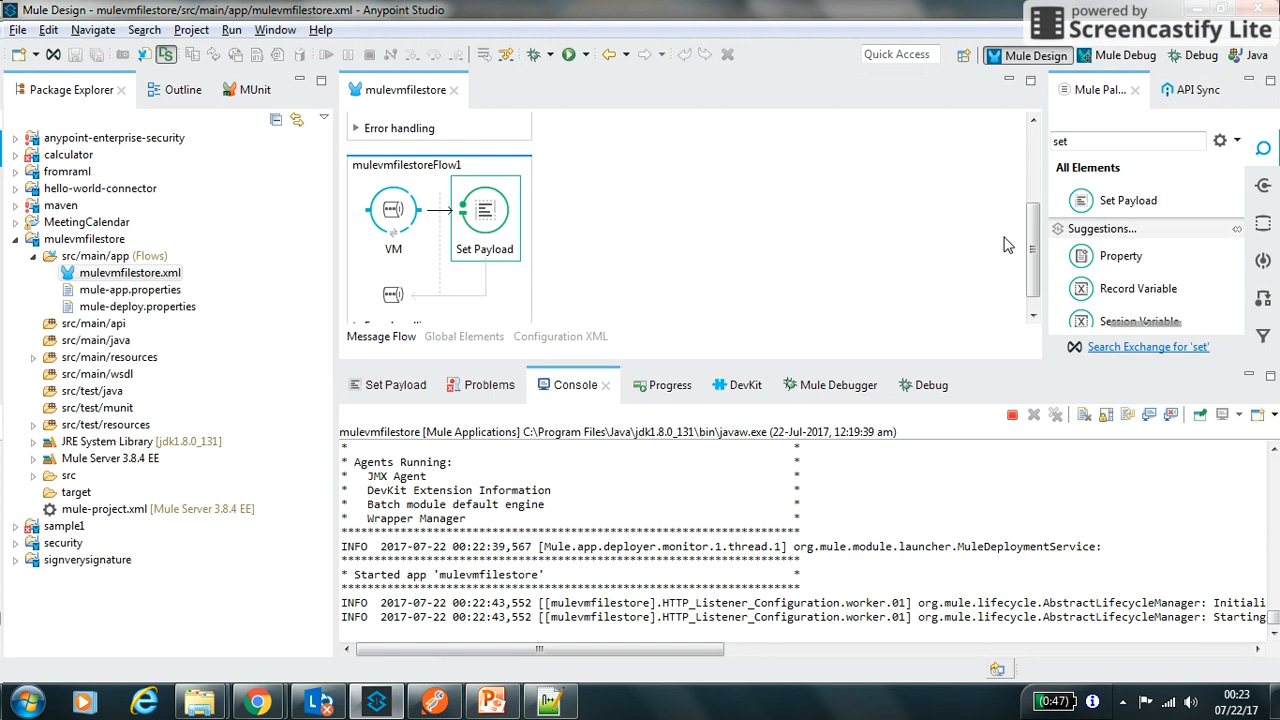 Mule Design - mulevmfilestore/src/main/app/mulevmfilestore.xml - Anypoint Studio
powered by
Screencastify Lite
File Edit Navigate Search Project Run Window Help
Quick Access
Mule Design
Mule Debug
Debug
Java
Package Explorer
Outline
MUnit
mulevmfilestore
Mule Pal...
API Sync
anypoint-enterprise-security
calculator
fromraml
hello-world-connector
maven
MeetingCalendar
mulevmfilestore
src/main/app (Flows)
mulevmfilestore.xml
mule-app.properties
mule-deploy.properties
src/main/api
src/main/java
src/main/resources
src/main/wsdl
src/test/java
src/test/munit
src/test/resources
JRE System Library [jdk1.8.0_131]
Mule Server 3.8.4 EE
src
target
mule-project.xml [Mule Server 3.8.4 EE]
sample1
security
signverysignature
Error handling
mulevmfilestoreFlow1
VM
Set Payload
Message Flow Global Elements Configuration XML
set
All Elements
Set Payload
Suggestions...
Property
Record Variable
Session Variable
Search Exchange for 'set'
Set Payload
Problems
Console
Progress
DevKit
Mule Debugger
Debug
mulevmfilestore [Mule Applications] C:\Program Files\Java\jdk1.8.0_131\bin\javaw.exe (22-Jul-2017, 12:19:39 am)
* *
* Agents Running: *
* JMX Agent *
* DevKit Extension Information *
* Batch module default engine *
* Wrapper Manager *
**********************************************************************
INFO 2017-07-22 00:22:39,567 [Mule.app.deployer.monitor.1.thread.1] org.mule.module.launcher.MuleDeploymentService:
**********************************************************************
* Started app 'mulevmfilestore' *
**********************************************************************
INFO 2017-07-22 00:22:43,552 [[mulevmfilestore].HTTP_Listener_Configuration.worker.01] org.mule.lifecycle.AbstractLifecycleManager: Initiali
INFO 2017-07-22 00:22:43,552 [[mulevmfilestore].HTTP_Listener_Configuration.worker.01] org.mule.lifecycle.AbstractLifecycleManager: Starting
(0:47)
00:23
07/22/17